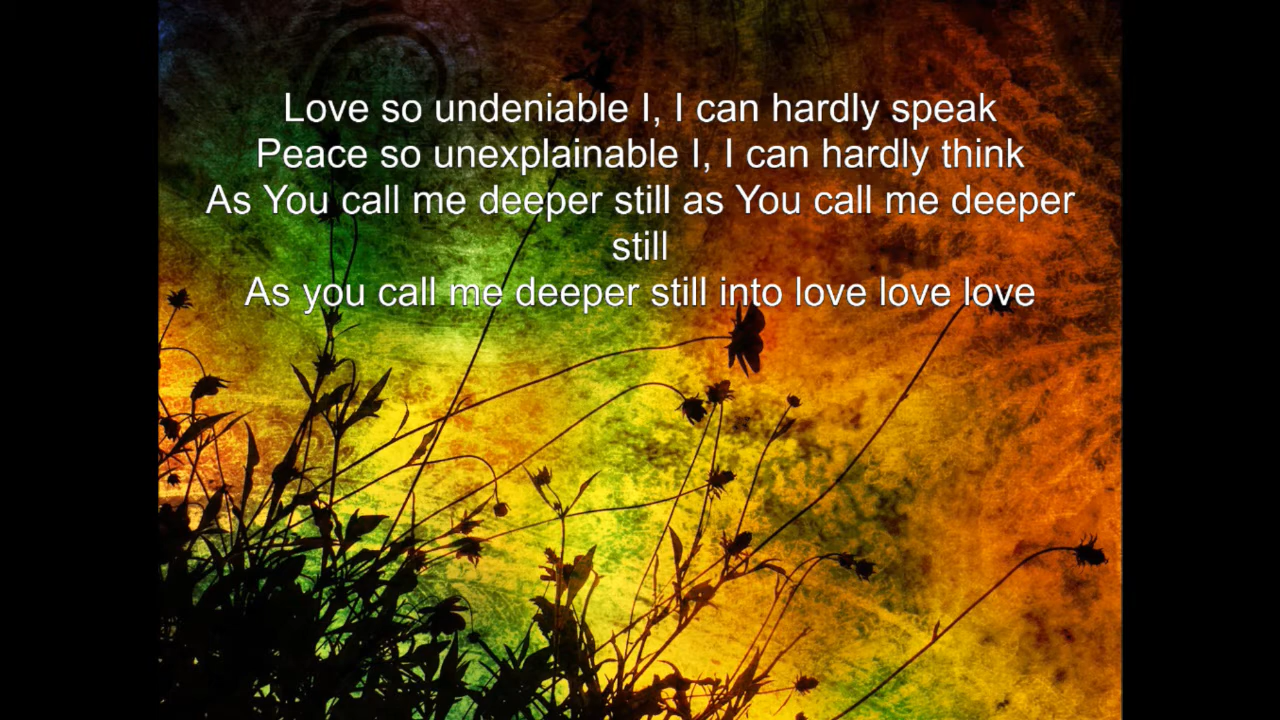 Love so undeniable I, I can hardly speak
Peace so unexplainable I, I can hardly think
As You call me deeper still as You call me deeper
still
As you call me deeper still into love love love